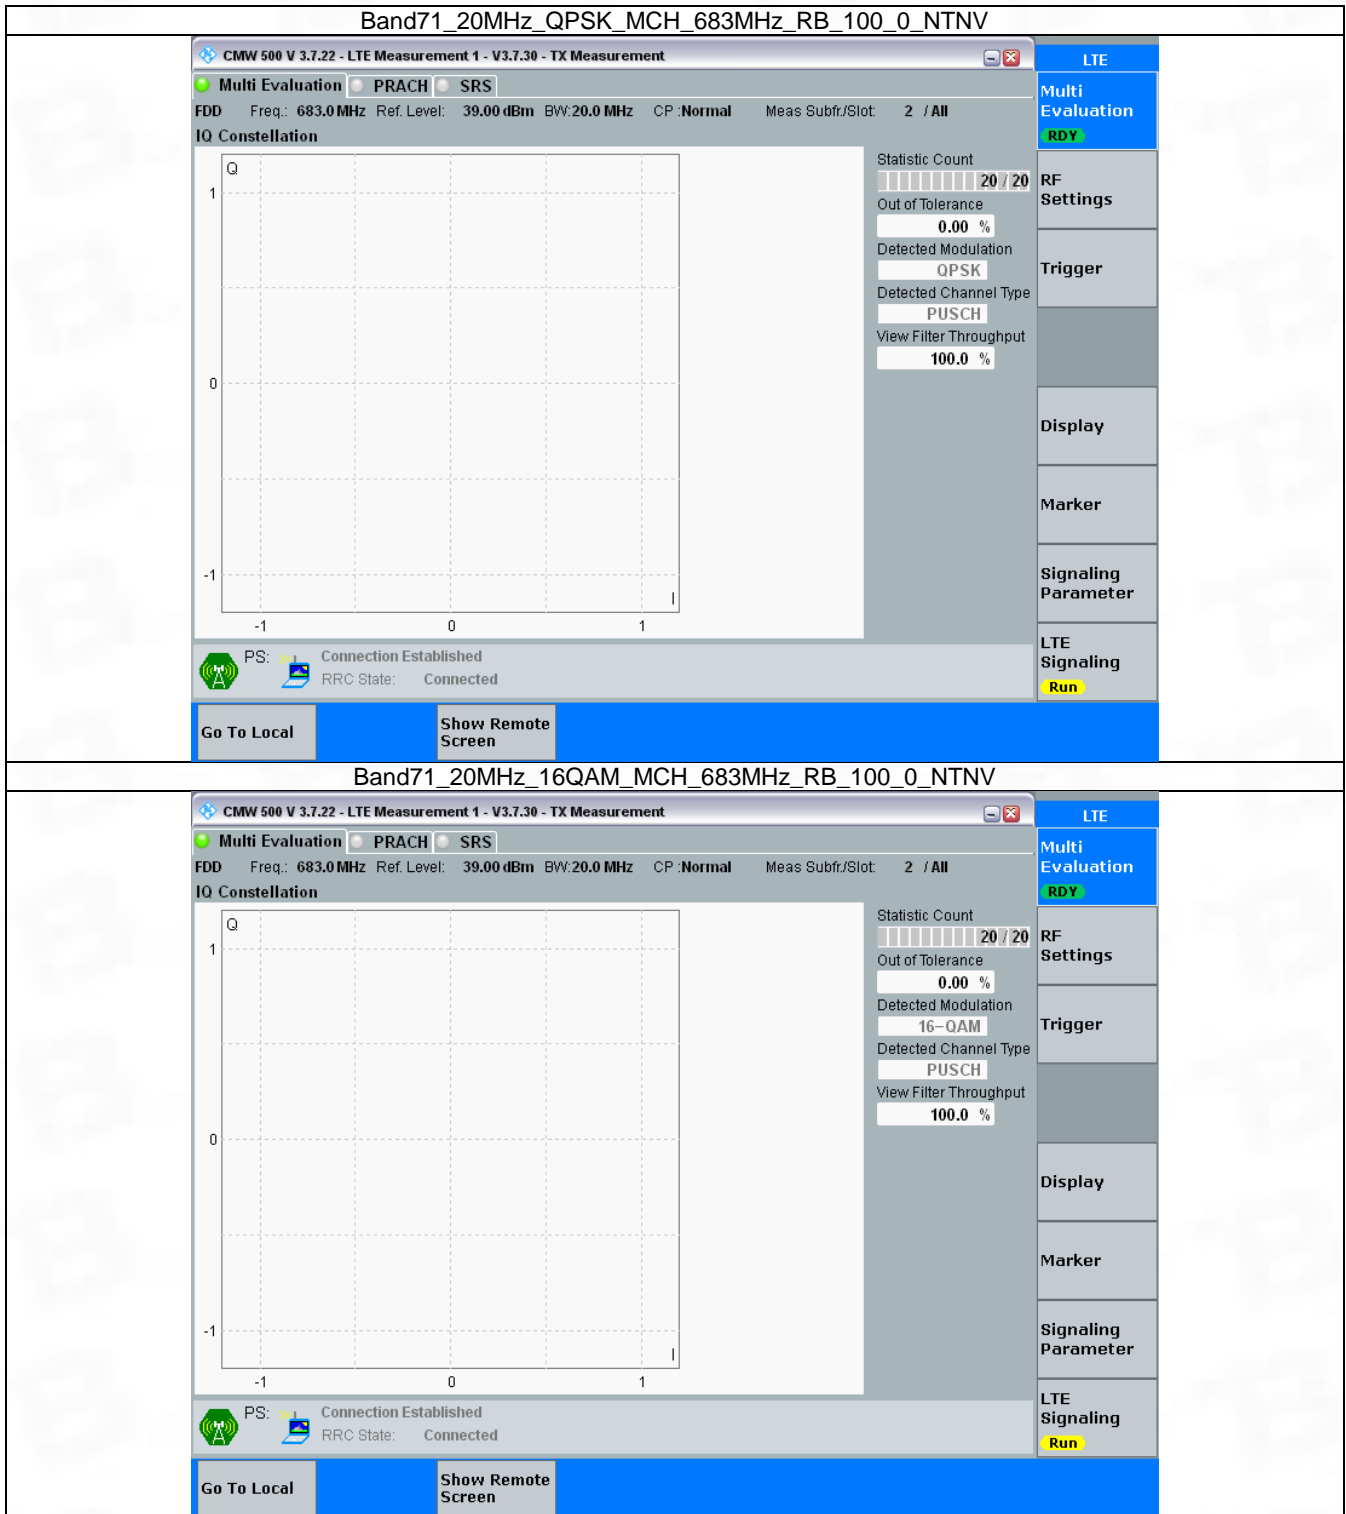 Band71_20MHz_QPSK_MCH_683MHz_RB_100_0_NTNV
CMW 500 V 3.7.22 - LTE Measurement 1 - V3.7.30 - TX Measurement
LTE
Multi Evaluation PRACH SRS
Multi
Evaluation
RDY
FDD Freq.: 683.0 MHz Ref. Level: 39.00 dBm BW:20.0 MHz CP :Normal Meas Subfr./Slot: 2 / All
IQ Constellation
Q
1
0
-1
I
-1 0 1
Statistic Count
20 / 20
Out of Tolerance
0.00 %
Detected Modulation
QPSK
Detected Channel Type
PUSCH
View Filter Throughput
100.0 %
RF
Settings
Trigger
Display
Marker
Signaling
Parameter
LTE
Signaling
Run
PS: Connection Established
RRC State: Connected
Go To Local
Show Remote
Screen
Band71_20MHz_16QAM_MCH_683MHz_RB_100_0_NTNV
CMW 500 V 3.7.22 - LTE Measurement 1 - V3.7.30 - TX Measurement
LTE
Multi Evaluation PRACH SRS
Multi
Evaluation
RDY
FDD Freq.: 683.0 MHz Ref. Level: 39.00 dBm BW:20.0 MHz CP :Normal Meas Subfr./Slot: 2 / All
IQ Constellation
Q
1
0
-1
I
-1 0 1
Statistic Count
20 / 20
Out of Tolerance
0.00 %
Detected Modulation
16-QAM
Detected Channel Type
PUSCH
View Filter Throughput
100.0 %
RF
Settings
Trigger
Display
Marker
Signaling
Parameter
LTE
Signaling
Run
PS: Connection Established
RRC State: Connected
Go To Local
Show Remote
Screen